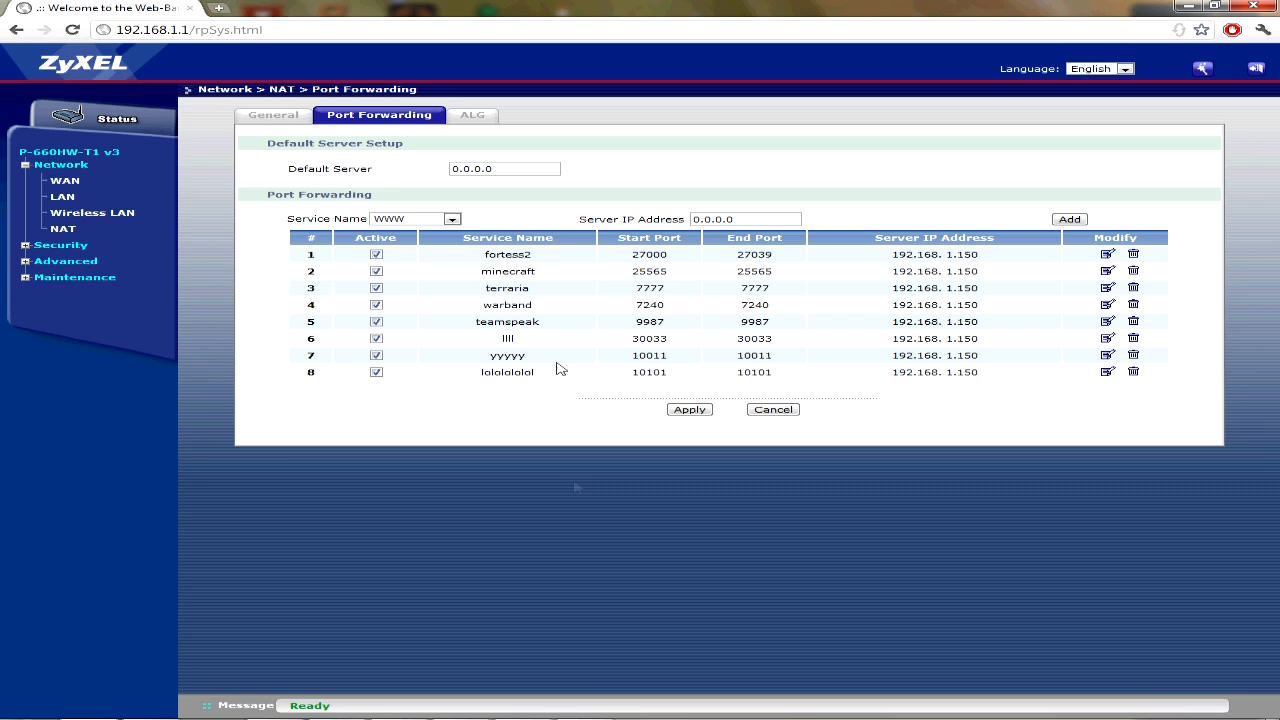 .:: Welcome to the Web-Ba
192.168.1.1/rpSys.html
ZyXEL
Language: English
Network > NAT > Port Forwarding
Status
General Port Forwarding ALG
P-660HW-T1 v3
Network
WAN
LAN
Wireless LAN
NAT
Security
Advanced
Maintenance
Default Server Setup
Default Server 0.0.0.0
Port Forwarding
Service Name WWW Server IP Address 0.0.0.0 Add
# Active Service Name Start Port End Port Server IP Address Modify
1 fortess2 27000 27039 192.168. 1.150
2 minecraft 25565 25565 192.168. 1.150
3 terraria 7777 7777 192.168. 1.150
4 warband 7240 7240 192.168. 1.150
5 teamspeak 9987 9987 192.168. 1.150
6 llll 30033 30033 192.168. 1.150
7 yyyyy 10011 10011 192.168. 1.150
8 lolololololol 10101 10101 192.168. 1.150
Apply Cancel
Message Ready